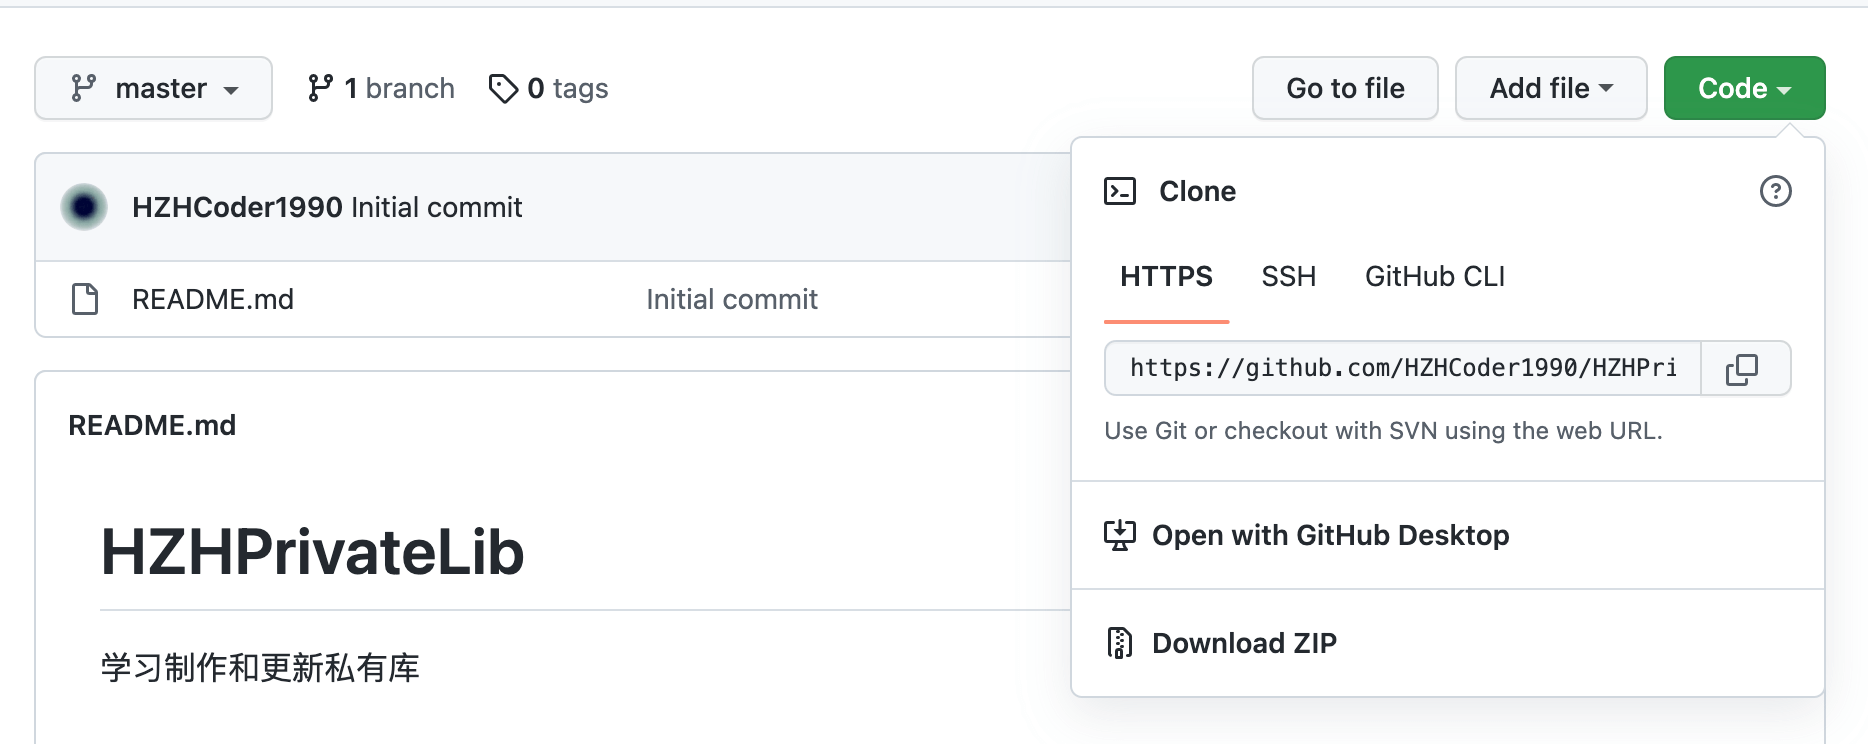 master 1 branch 0 tags Go to file Add file Code
HZHCoder1990 Initial commit
README.md Initial commit
README.md
HZHPrivateLib
学习制作和更新私有库
Clone
HTTPS SSH GitHub CLI
https://github.com/HZHCoder1990/HZHPri
Use Git or checkout with SVN using the web URL.
Open with GitHub Desktop
Download ZIP